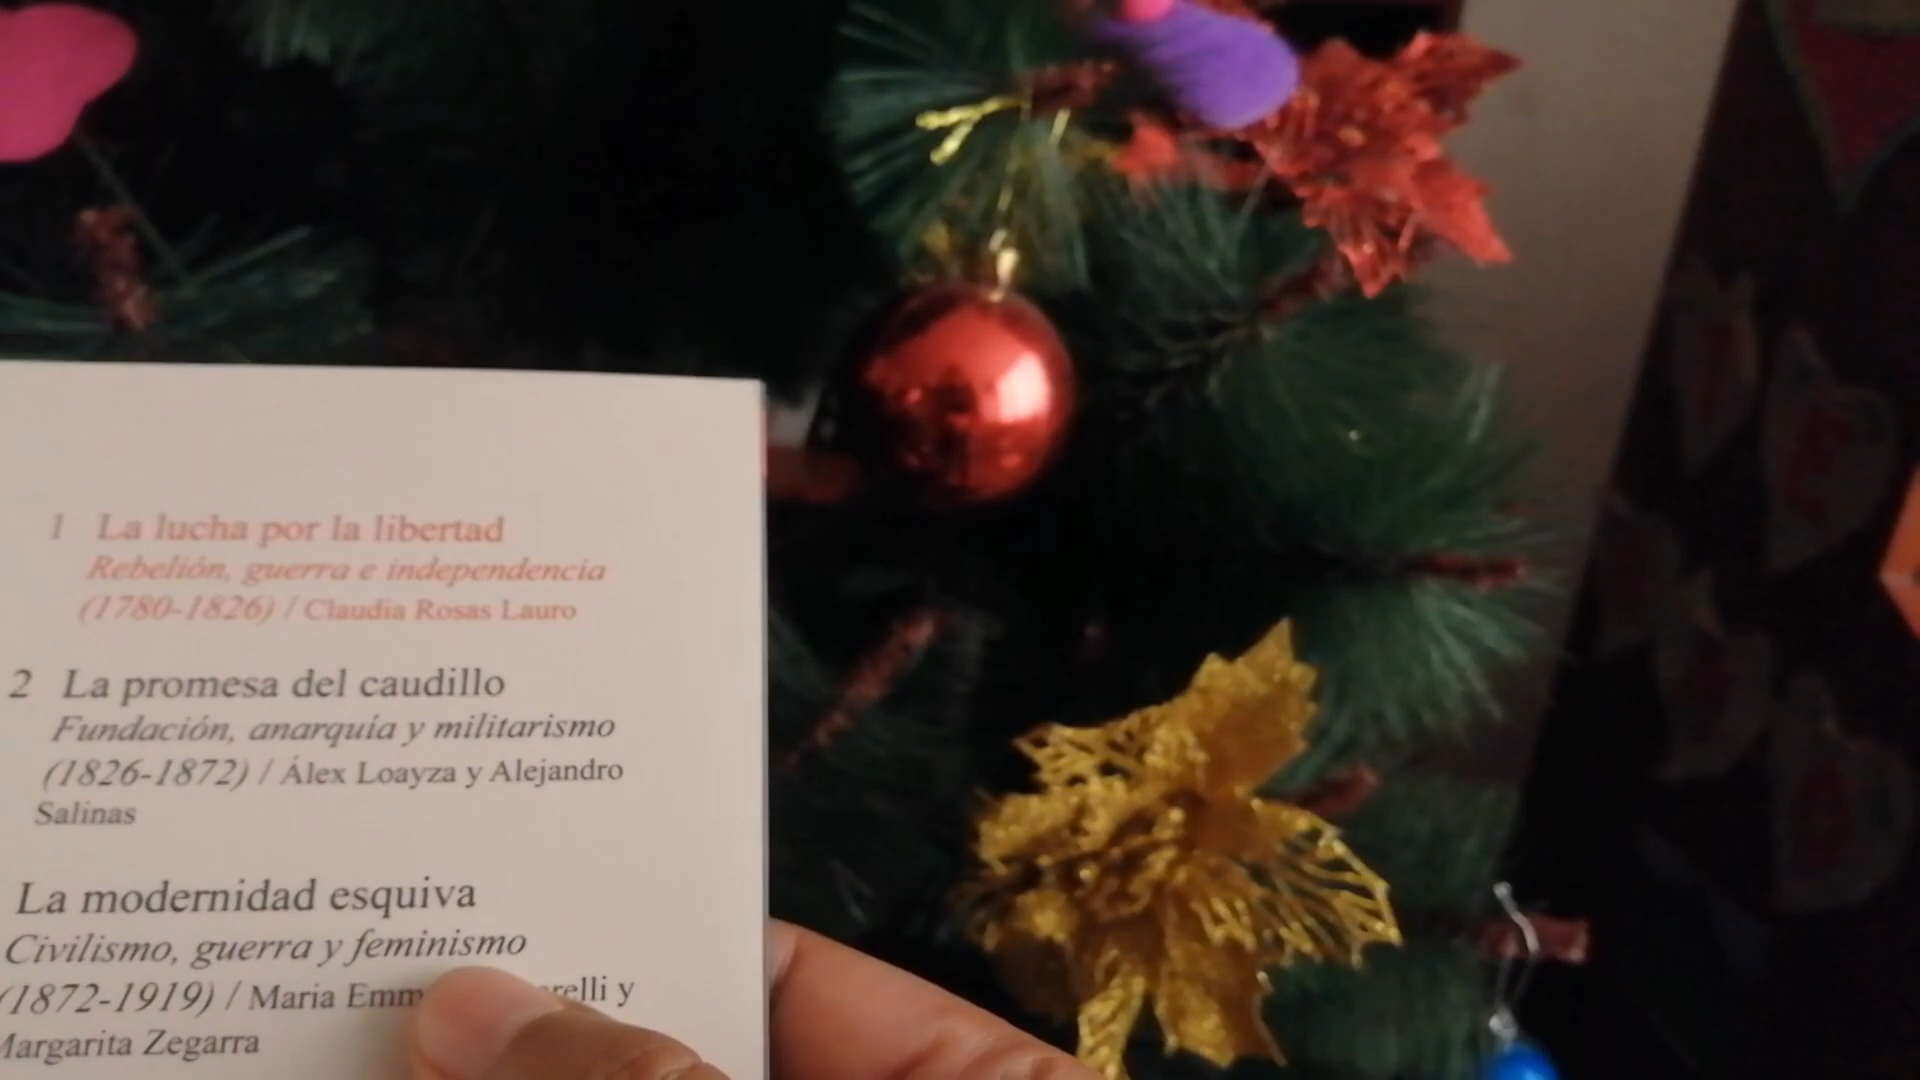 1 La lucha por la libertad
Rebelión, guerra e independencia
(1780-1826) / Claudia Rosas Lauro
2 La promesa del caudillo
Fundación, anarquía y militarismo
(1826-1872) / Álex Loayza y Alejandro
Salinas
La modernidad esquiva
Civilismo, guerra y feminismo
(1872-1919) / Maria y
Margarita Zegarra